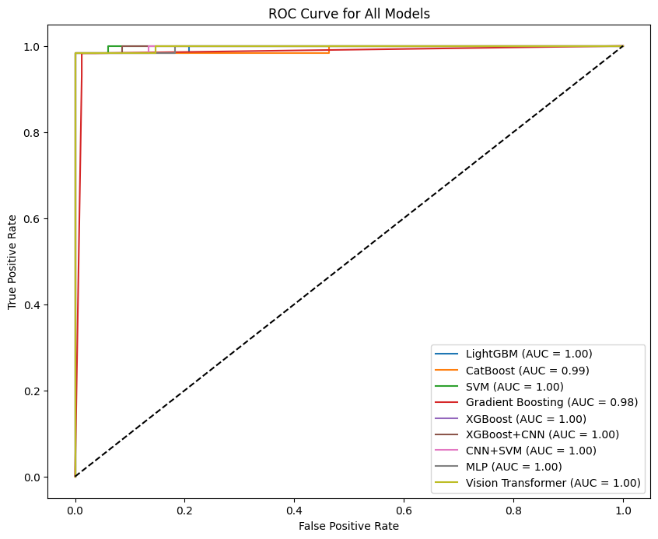 ROC Curve for All Models
True Positive Rate
1.0
0.8
0.6
0.4
0.2
0.0
LightGBM (AUC = 1.00)
CatBoost (AUC = 0.99)
SVM (AUC = 1.00)
Gradient Boosting (AUC = 0.98)
XGBoost (AUC = 1.00)
XGBoost+CNN (AUC = 1.00)
CNN+SVM (AUC = 1.00)
MLP (AUC = 1.00)
Vision Transformer (AUC = 1.00)
0.0 0.2 0.4 0.6 0.8 1.0
False Positive Rate